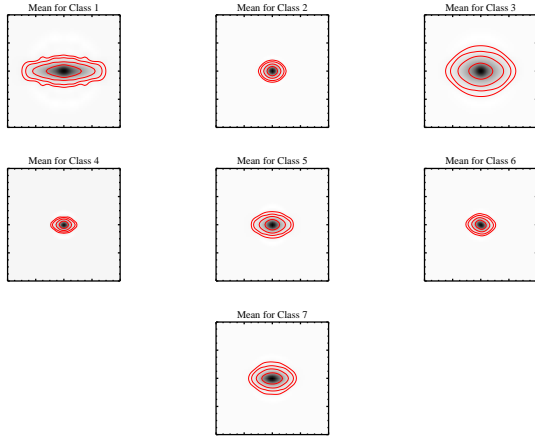 Mean for Class 1
Mean for Class 2
Mean for Class 3
Mean for Class 4
Mean for Class 5
Mean for Class 6
Mean for Class 7